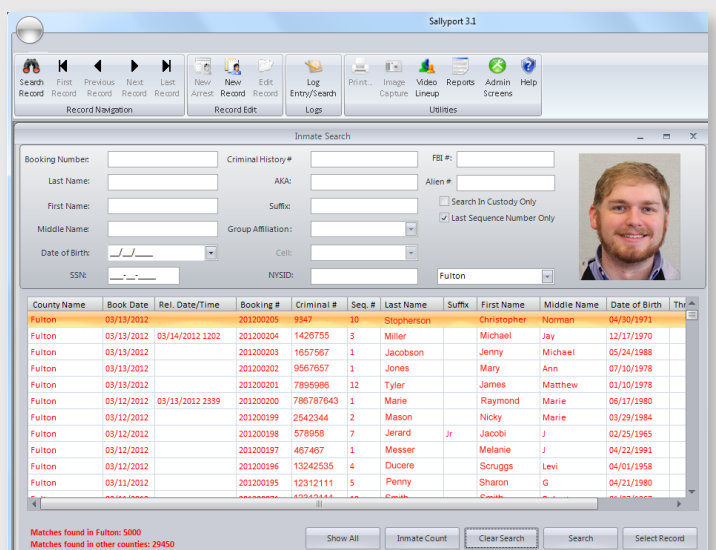 Sallyport 3.1
Search Record First Record Previous Record Next Record Last Record New Arrest New Record Edit Record Log Entry/Search Print... Image Capture Video Lineup Reports Admin Screens Help
Record Navigation Record Edit Logs Utilities
Inmate Search
Booking Number: Criminal History # FBI #:
Last Name: AKA: Alien #
First Name: Suffix: Search In Custody Only
Middle Name: Group Affiliation: Last Sequence Number Only
Date of Birth: __/__/____ Cell:
SSN: ___-__-____ NYSID: Fulton
County Name Book Date Rel. Date/Time Booking # Criminal # Seq. # Last Name Suffix First Name Middle Name Date of Birth
Fulton 03/13/2012 201200205 9347 10 Stopherson Christopher Norman 04/30/1971
Fulton 03/13/2012 03/14/2012 1202 201200204 1426755 3 Miller Michael Jay 12/17/1970
Fulton 03/13/2012 201200203 1657567 1 Jacobson Jenny Michael 05/24/1988
Fulton 03/13/2012 201200202 9567657 1 Jones Mary Ann 07/10/1978
Fulton 03/13/2012 201200201 7895986 12 Tyler James Matthew 01/10/1978
Fulton 03/12/2012 03/13/2012 2339 201200200 786787643 1 Marie Raymond Marie 06/17/1980
Fulton 03/12/2012 201200199 2542344 2 Mason Nicky Marie 03/29/1984
Fulton 03/12/2012 201200198 578958 7 Jerard Jr Jacobi J 02/25/1965
Fulton 03/12/2012 201200197 467467 1 Messer Melanie J 04/22/1991
Fulton 03/12/2012 201200196 13242535 4 Ducere Scruggs Levi 04/01/1958
Fulton 03/11/2012 201200195 12312111 5 Penny Sharon G 04/21/1980
Matches found in Fulton: 5000
Matches found in other counties: 29450
Show All Inmate Count Clear Search Search Select Record